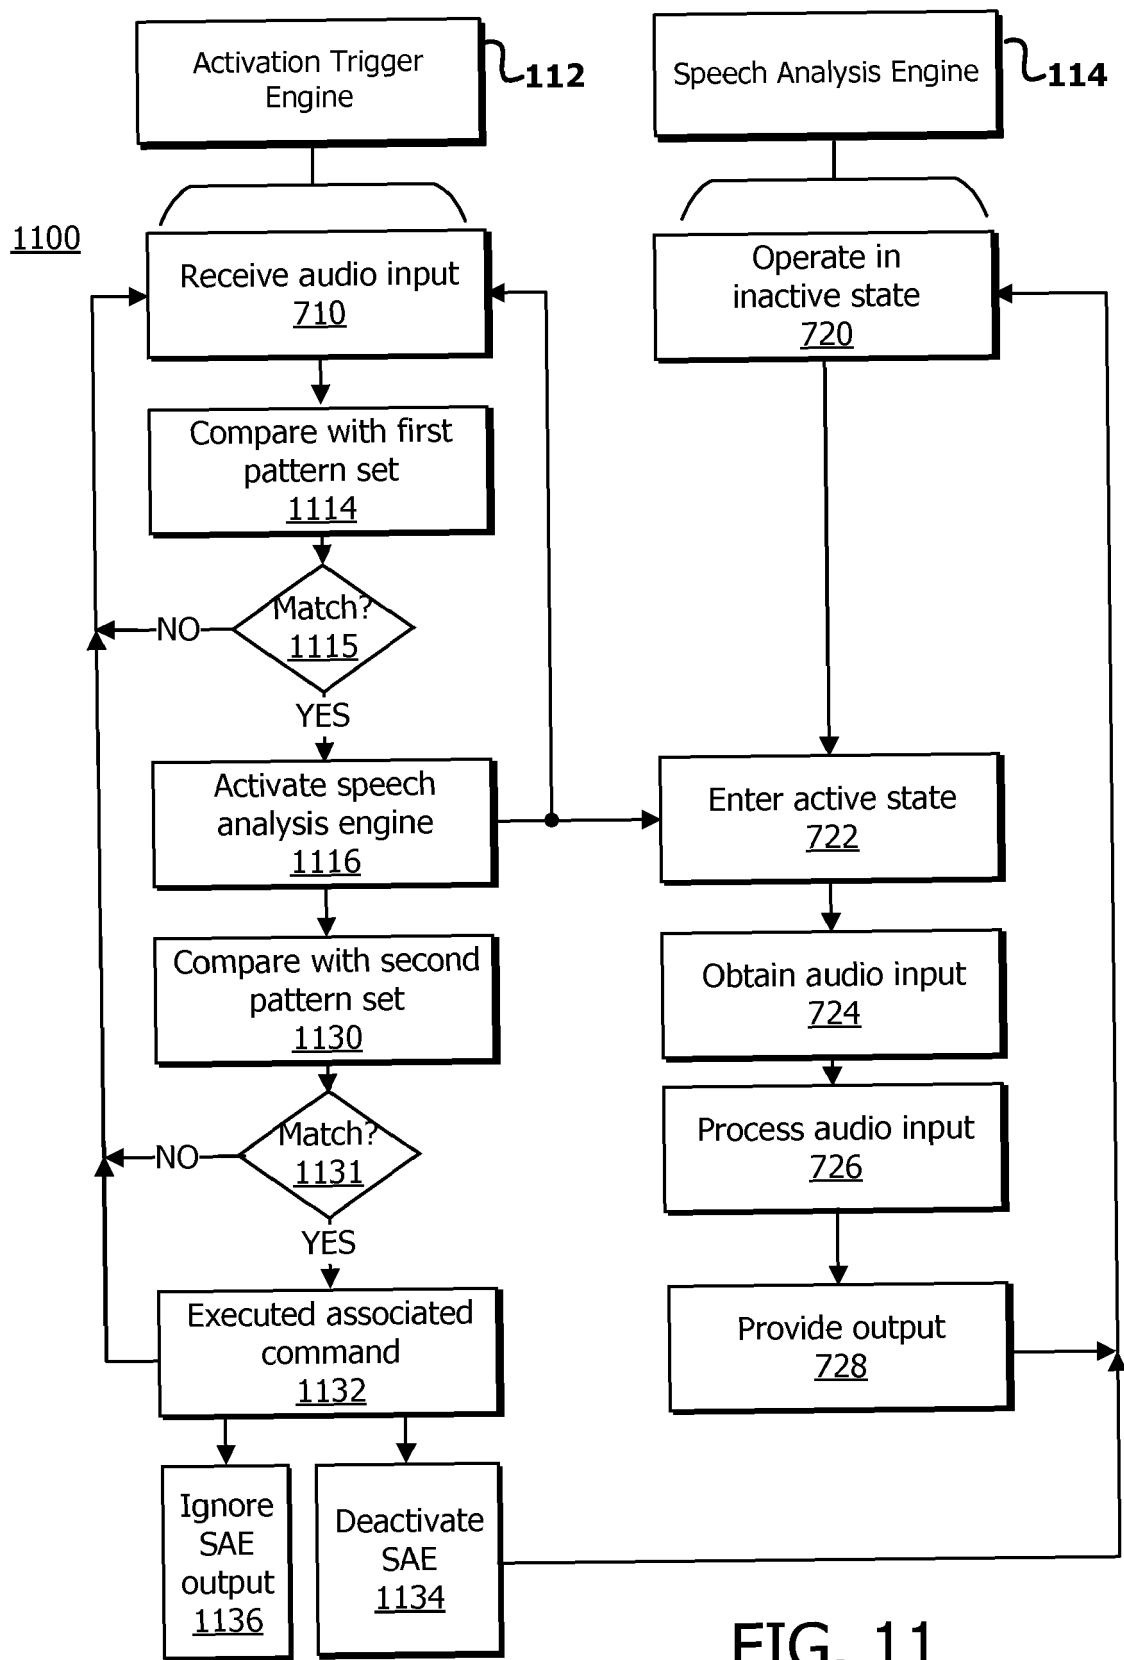 Activation Trigger
Engine
112
Speech Analysis Engine
114
1100
Receive audio input
710
Compare with first
pattern set
1114
Match?
1115
NO
YES
Activate speech
analysis engine
1116
Compare with second
pattern set
1130
Match?
1131
NO
YES
Executed associated
command
1132
Ignore
SAE
output
1136
Deactivate
SAE
1134
Operate in
inactive state
720
Enter active state
722
Obtain audio input
724
Process audio input
726
Provide output
728
FIG. 11